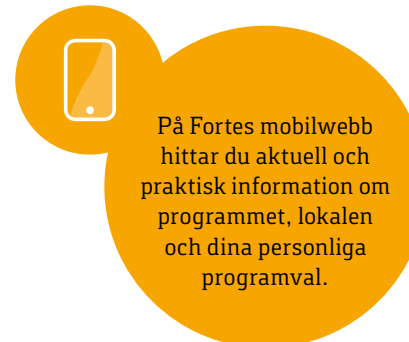 På Fortes mobilwebb
hittar du aktuell och
praktisk information om
programmet, lokalen
och dina personliga
programval.